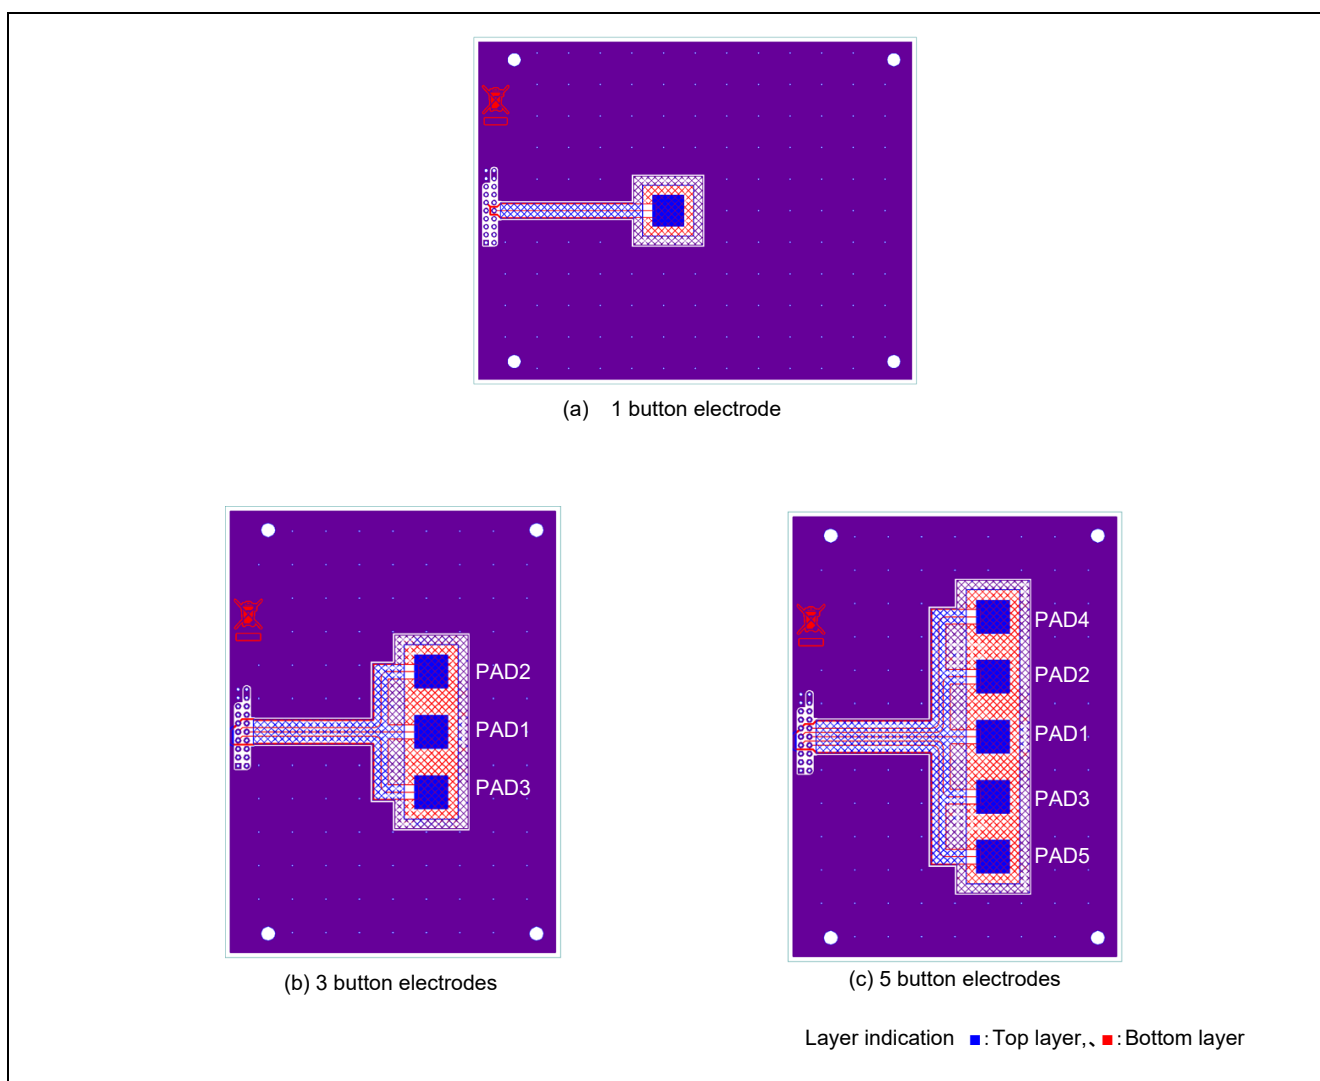 (a) 1 button electrode
PAD2
PAD1
PAD3
(b) 3 button electrodes
PAD4
PAD2
PAD1
PAD3
PAD5
(c) 5 button electrodes
Layer indication ■: Top layer,、■: Bottom layer